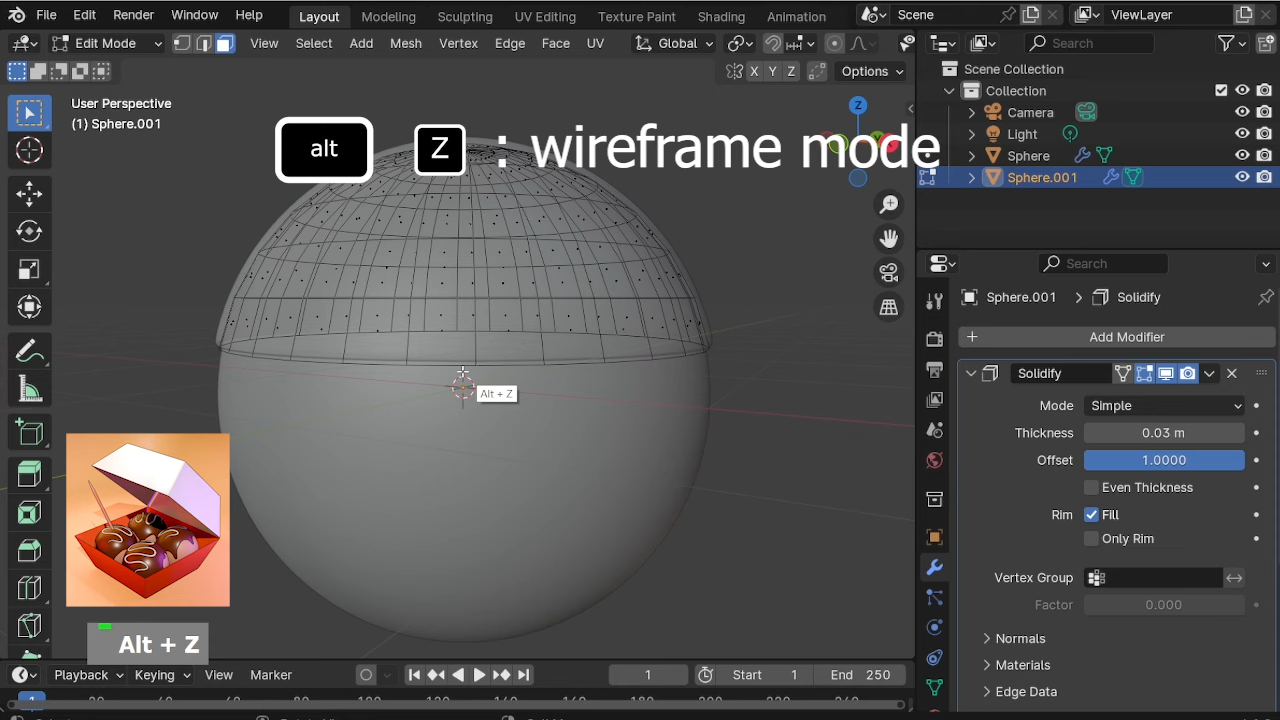 File Edit Render Window Help Layout Modeling Sculpting UV Editing Texture Paint Shading Animation Scene ViewLayer
Edit Mode View Select Add Mesh Vertex Edge Face UV Global Search
X Y Z Options
Scene Collection
Collection
Camera
Light
Sphere
Sphere.001
User Perspective
(1) Sphere.001
Z
alt Z : wireframe mode
Alt + Z
Search
Sphere.001 > Solidify
+ Add Modifier
Solidify
Mode Simple
Thickness 0.03 m
Offset 1.0000
Even Thickness
Rim Fill
Only Rim
Vertex Group
Factor 0.000
Normals
Materials
Edge Data
Alt + Z
Playback Keying View Marker 1 Start 1 End 250
1